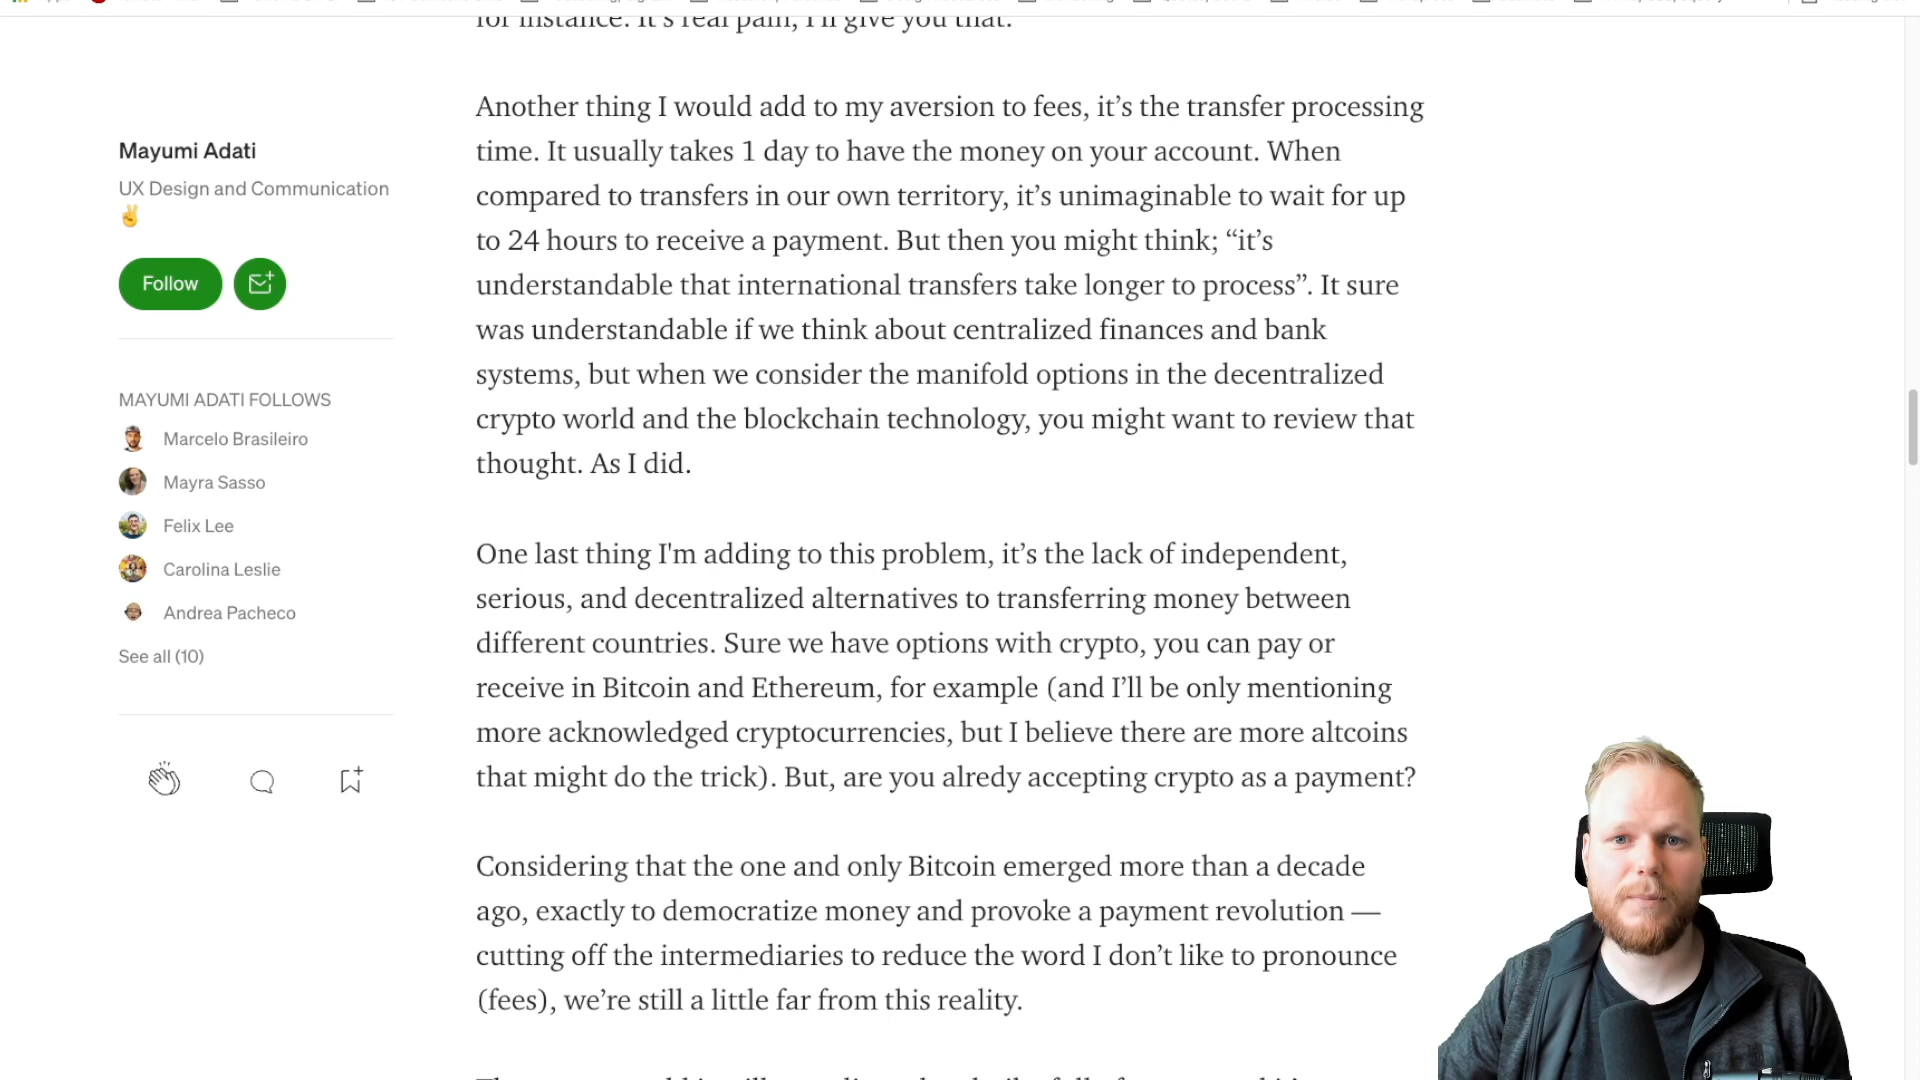 for instance. It's real pain, I'll give you that.
Another thing I would add to my aversion to fees, it’s the transfer processing
time. It usually takes 1 day to have the money on your account. When
compared to transfers in our own territory, it’s unimaginable to wait for up
to 24 hours to receive a payment. But then you might think; “it’s
understandable that international transfers take longer to process”. It sure
was understandable if we think about centralized finances and bank
systems, but when we consider the manifold options in the decentralized
crypto world and the blockchain technology, you might want to review that
thought. As I did.
One last thing I'm adding to this problem, it’s the lack of independent,
serious, and decentralized alternatives to transferring money between
different countries. Sure we have options with crypto, you can pay or
receive in Bitcoin and Ethereum, for example (and I’ll be only mentioning
more acknowledged cryptocurrencies, but I believe there are more altcoins
that might do the trick). But, are you alredy accepting crypto as a payment?
Considering that the one and only Bitcoin emerged more than a decade
ago, exactly to democratize money and provoke a payment revolution —
cutting off the intermediaries to reduce the word I don’t like to pronounce
(fees), we’re still a little far from this reality.
Mayumi Adati
UX Design and Communication
✌
Follow
MAYUMI ADATI FOLLOWS
Marcelo Brasileiro
Mayra Sasso
Felix Lee
Carolina Leslie
Andrea Pacheco
See all (10)